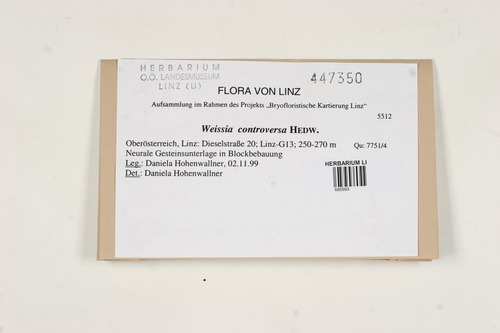 HERBARIUM
O.Ö. LANDESMUSEUM
LINZ (U)
447350
FLORA VON LINZ
Aufsammlung im Rahmen des Projekts „Bryofloristische Kartierung Linz“
5512
Weissia controversa HEDW.
Oberösterreich, Linz: Dieselstraße 20; Linz-G13; 250-270 m Qu: 7751/4
Neurale Gesteinsunterlage in Blockbebauung
Leg.: Daniela Hohenwallner, 02.11.99
Det.: Daniela Hohenwallner
HERBARIUM LI
685993